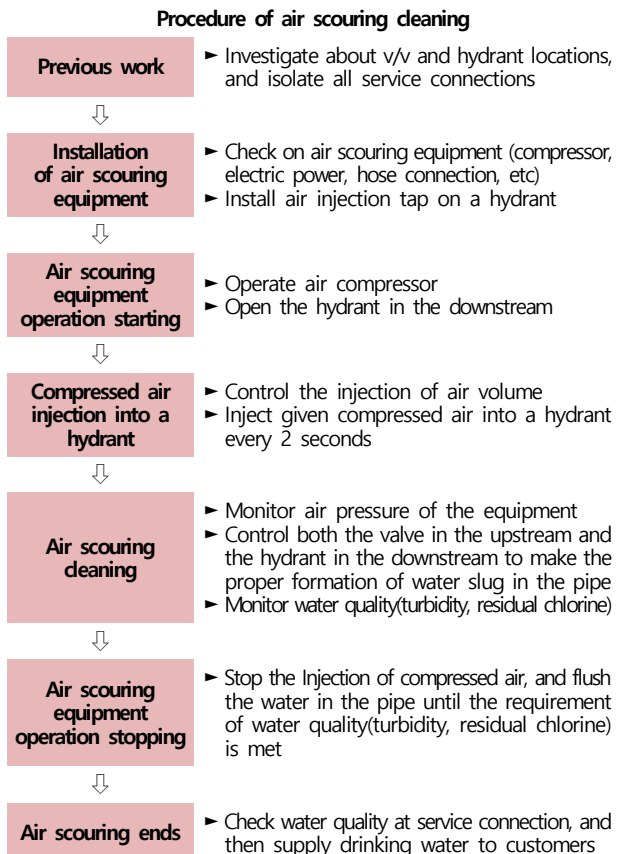 Procedure of air scouring cleaning
Previous work
► Investigate about v/v and hydrant locations,
and isolate all service connections
⇩
Installation
of air scouring
equipment
► Check on air scouring equipment (compressor,
electric power, hose connection, etc)
► Install air injection tap on a hydrant
⇩
Air scouring
equipment
operation starting
► Operate air compressor
► Open the hydrant in the downstream
⇩
Compressed air
injection into a
hydrant
► Control the injection of air volume
► Inject given compressed air into a hydrant
every 2 seconds
⇩
Air scouring
cleaning
► Monitor air pressure of the equipment
► Control both the valve in the upstream and
the hydrant in the downstream to make the
proper formation of water slug in the pipe
► Monitor water quality(turbidity, residual chlorine)
⇩
Air scouring
equipment
operation stopping
► Stop the Injection of compressed air, and flush
the water in the pipe until the requirement
of water quality(turbidity, residual chlorine)
is met
⇩
Air scouring ends
► Check water quality at service connection, and
then supply drinking water to customers